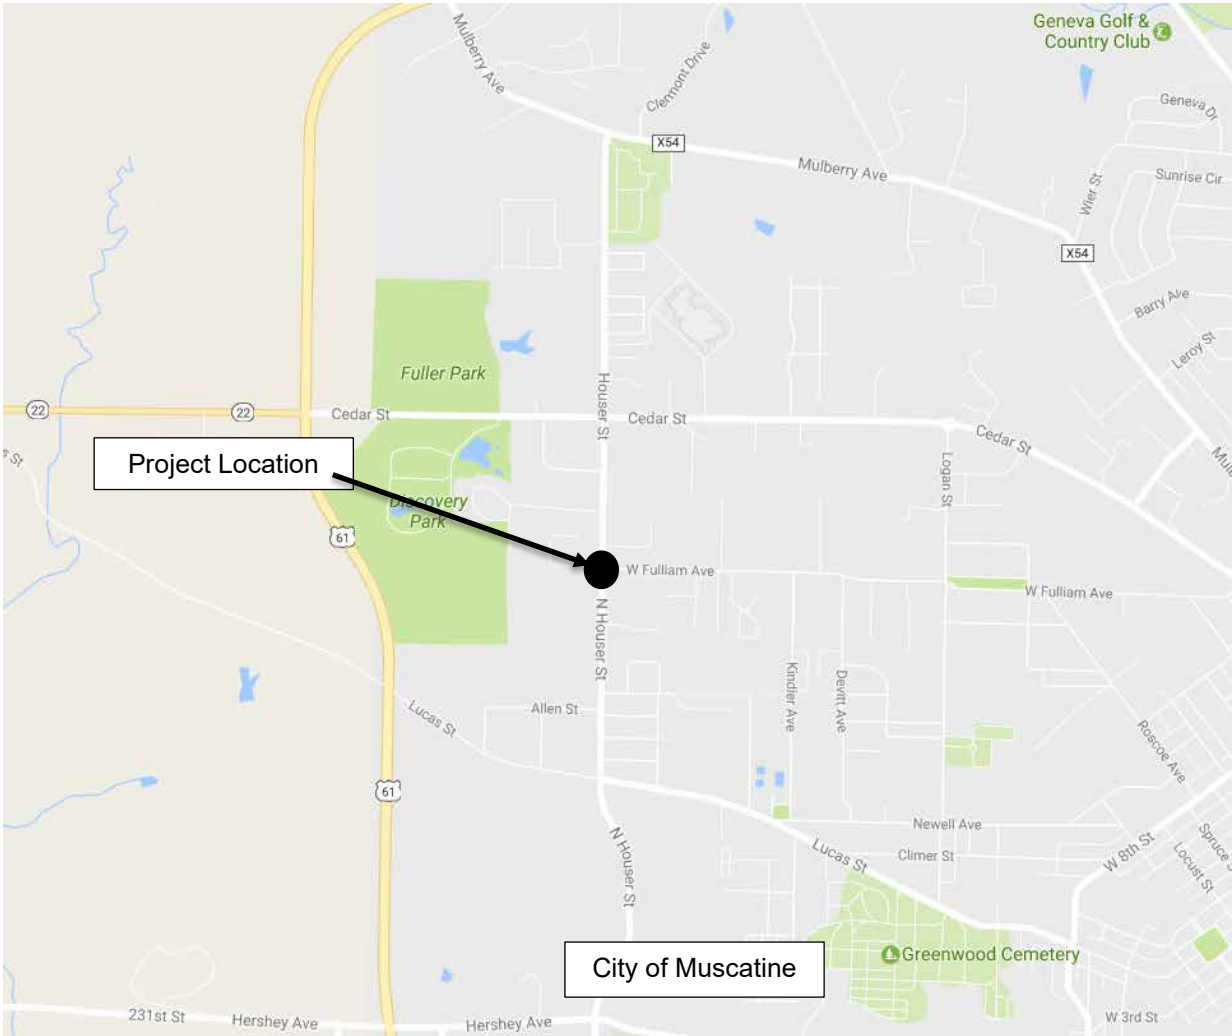 Geneva Golf &
Country Club
Mulberry Ave
Clermont Drive
Geneva Dr
X54
Mulberry Ave
Sunrise Cir
Wier St
X54
Barry Ave
Leroy St
Fuller Park
Houser St
22
22
Cedar St
Cedar St
Cedar St
Project Location
Logan St
Discovery
Park
61
W Fulliam Ave
W Fulliam Ave
N Houser St
Kindler Ave
Devitt Ave
Allen St
Lucas St
Roscoe Ave
61
Newell Ave
N Houser St
Lucas St
Climer St
W 8th St
Locust St
Spruce
City of Muscatine
Greenwood Cemetery
231st St
Hershey Ave
Hershey Ave
W 3rd St